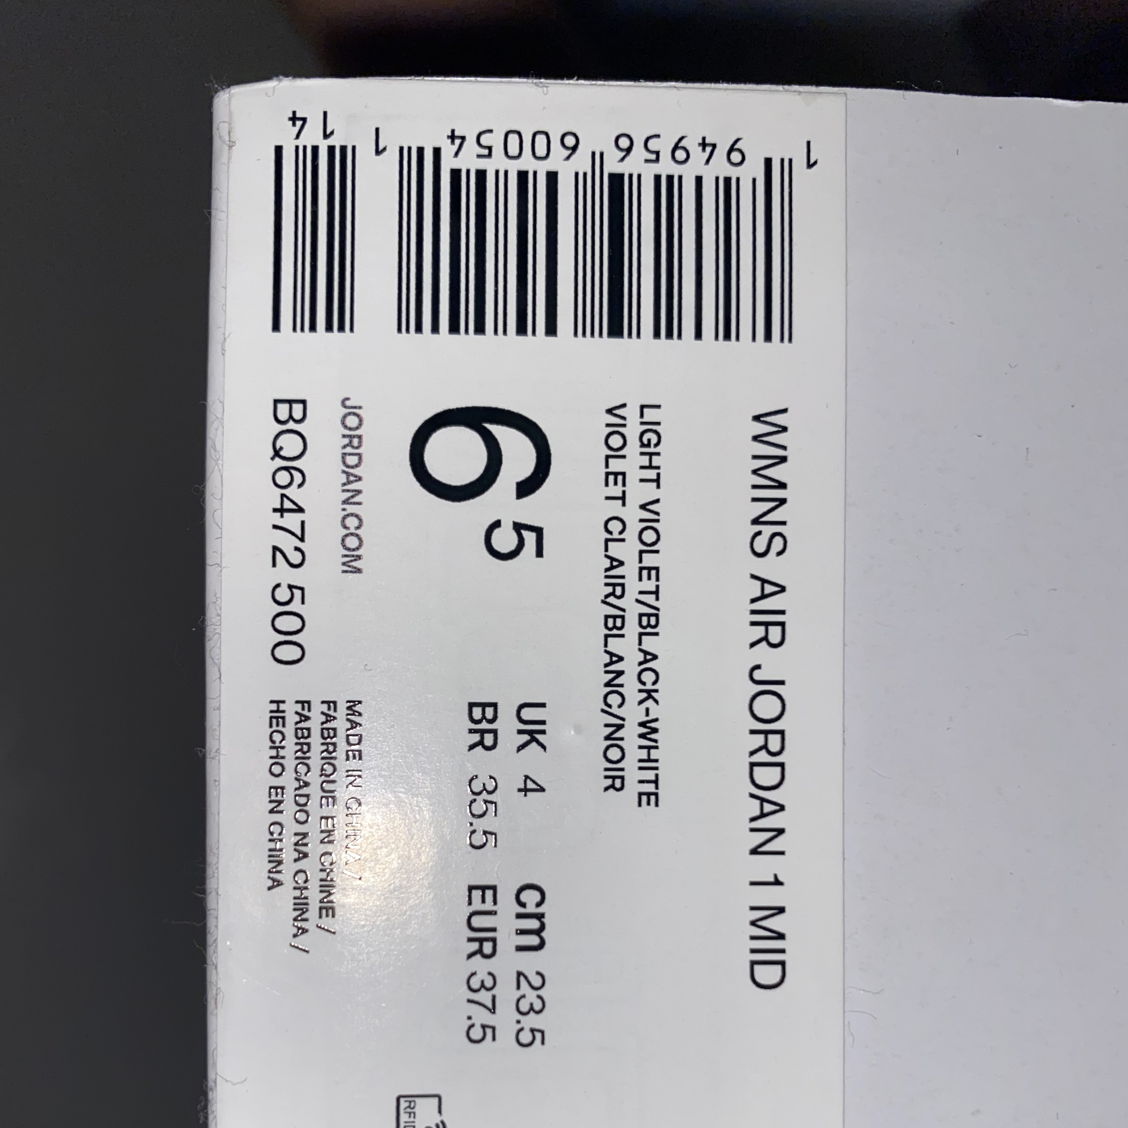 WMNS AIR JORDAN 1 MID
LIGHT VIOLET/BLACK-WHITE
VIOLET CLAIR/BLANC/NOIR
6 5
UK 4 cm 23.5
BR 35.5 EUR 37.5
JORDAN.COM
BQ6472 500
MADE IN CHINA /
FABRIQUE EN CHINE /
FABRICADO NA CHINA /
HECHO EN CHINA
1 94956 60054 1
14
RFID